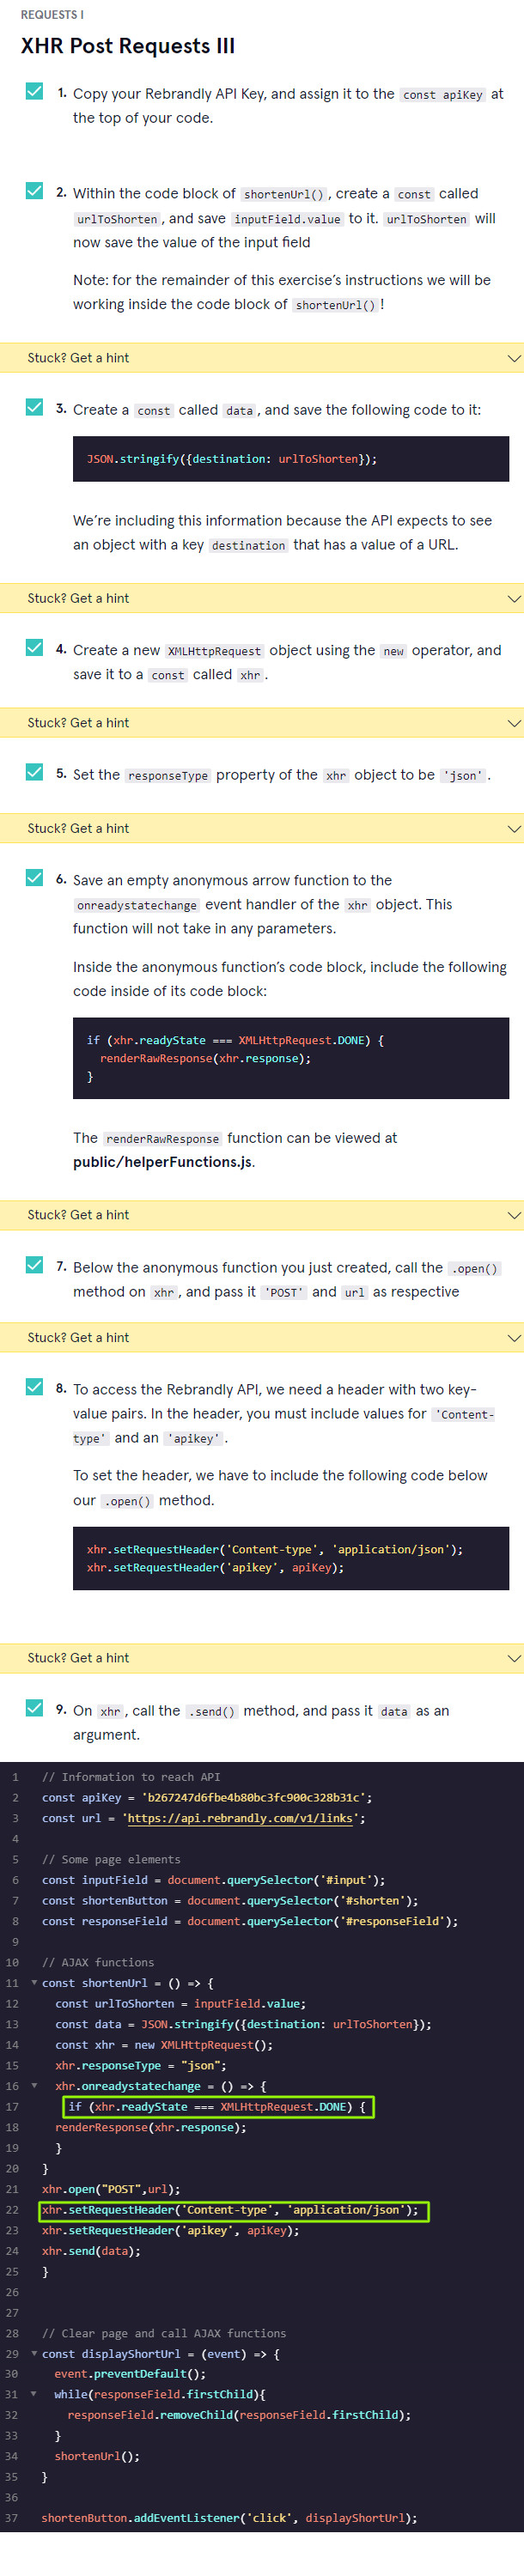 REQUESTS I
XHR Post Requests III
1. Copy your Rebrandly API Key, and assign it to the const apiKey at
the top of your code.
2. Within the code block of shortenUrl(), create a const called
urlToShorten, and save inputField.value to it. urlToShorten will
now save the value of the input field
Note: for the remainder of this exercise’s instructions we will be
working inside the code block of shortenUrl()!
Stuck? Get a hint
3. Create a const called data, and save the following code to it:
JSON.stringify({destination: urlToShorten});
We’re including this information because the API expects to see
an object with a key destination that has a value of a URL.
Stuck? Get a hint
4. Create a new XMLHttpRequest object using the new operator, and
save it to a const called xhr.
Stuck? Get a hint
5. Set the responseType property of the xhr object to be 'json'.
Stuck? Get a hint
6. Save an empty anonymous arrow function to the
onreadystatechange event handler of the xhr object. This
function will not take in any parameters.
Inside the anonymous function’s code block, include the following
code inside of its code block:
if (xhr.readyState === XMLHttpRequest.DONE) {
renderRawResponse(xhr.response);
}
The renderRawResponse function can be viewed at
public/helperFunctions.js.
Stuck? Get a hint
7. Below the anonymous function you just created, call the .open()
method on xhr, and pass it 'POST' and url as respective
Stuck? Get a hint
8. To access the Rebrandly API, we need a header with two key-
value pairs. In the header, you must include values for 'Content-
type' and an 'apikey'.
To set the header, we have to include the following code below
our .open() method.
xhr.setRequestHeader('Content-type', 'application/json');
xhr.setRequestHeader('apikey', apiKey);
Stuck? Get a hint
9. On xhr, call the .send() method, and pass it data as an
argument.
1 // Information to reach API
2 const apiKey = 'b267247d6fbe4b80bc3fc900c328b31c';
3 const url = 'https://api.rebrandly.com/v1/links';
4
5 // Some page elements
6 const inputField = document.querySelector('#input');
7 const shortenButton = document.querySelector('#shorten');
8 const responseField = document.querySelector('#responseField');
9
10 // AJAX functions
11 const shortenUrl = () => {
12 const urlToShorten = inputField.value;
13 const data = JSON.stringify({destination: urlToShorten});
14 const xhr = new XMLHttpRequest();
15 xhr.responseType = "json";
16 xhr.onreadystatechange = () => {
17 if (xhr.readyState === XMLHttpRequest.DONE) {
18 renderResponse(xhr.response);
19 }
20 }
21 xhr.open("POST",url);
22 xhr.setRequestHeader('Content-type', 'application/json');
23 xhr.setRequestHeader('apikey', apiKey);
24 xhr.send(data);
25 }
26
27
28 // Clear page and call AJAX functions
29 const displayShortUrl = (event) => {
30 event.preventDefault();
31 while(responseField.firstChild){
32 responseField.removeChild(responseField.firstChild);
33 }
34 shortenUrl();
35 }
36
37 shortenButton.addEventListener('click', displayShortUrl);